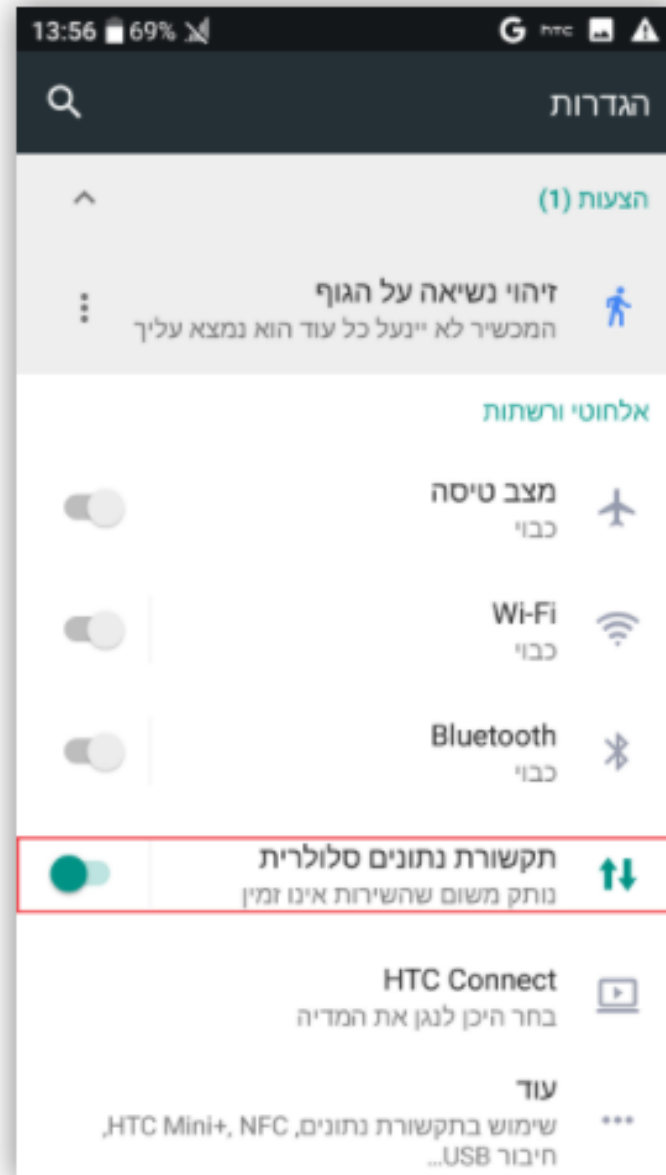 13:56 69% G htc
הגדרות
הצעות (1)
זיהוי נשיאה על הגוף
המכשיר לא יינעל כל עוד הוא נמצא עליך
אלחוטי ורשתות
מצב טיסה
כבוי
Wi-Fi
כבוי
Bluetooth
כבוי
תקשורת נתונים סלולרית
נותק משום שהשירות אינו זמין
HTC Connect
בחר היכן לנגן את המדיה
עוד
שימוש בתקשורת נתונים, HTC Mini+, NFC,
חיבור USB...